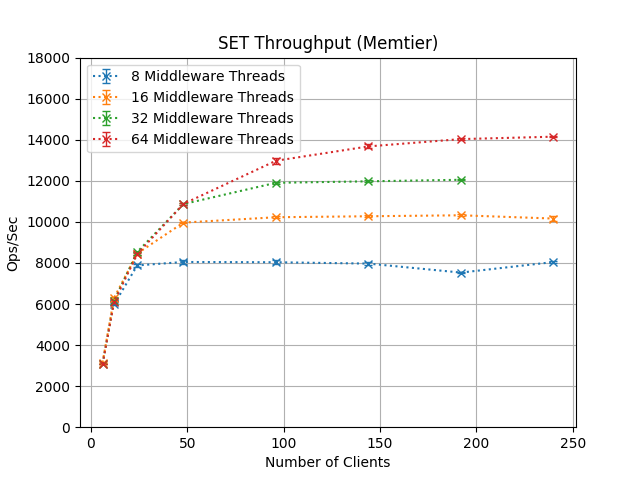 SET Throughput (Memtier)
18000
16000
14000
12000
10000
8000
6000
4000
2000
0
Ops/Sec
8 Middleware Threads
16 Middleware Threads
32 Middleware Threads
64 Middleware Threads
0
50
100
150
200
250
Number of Clients